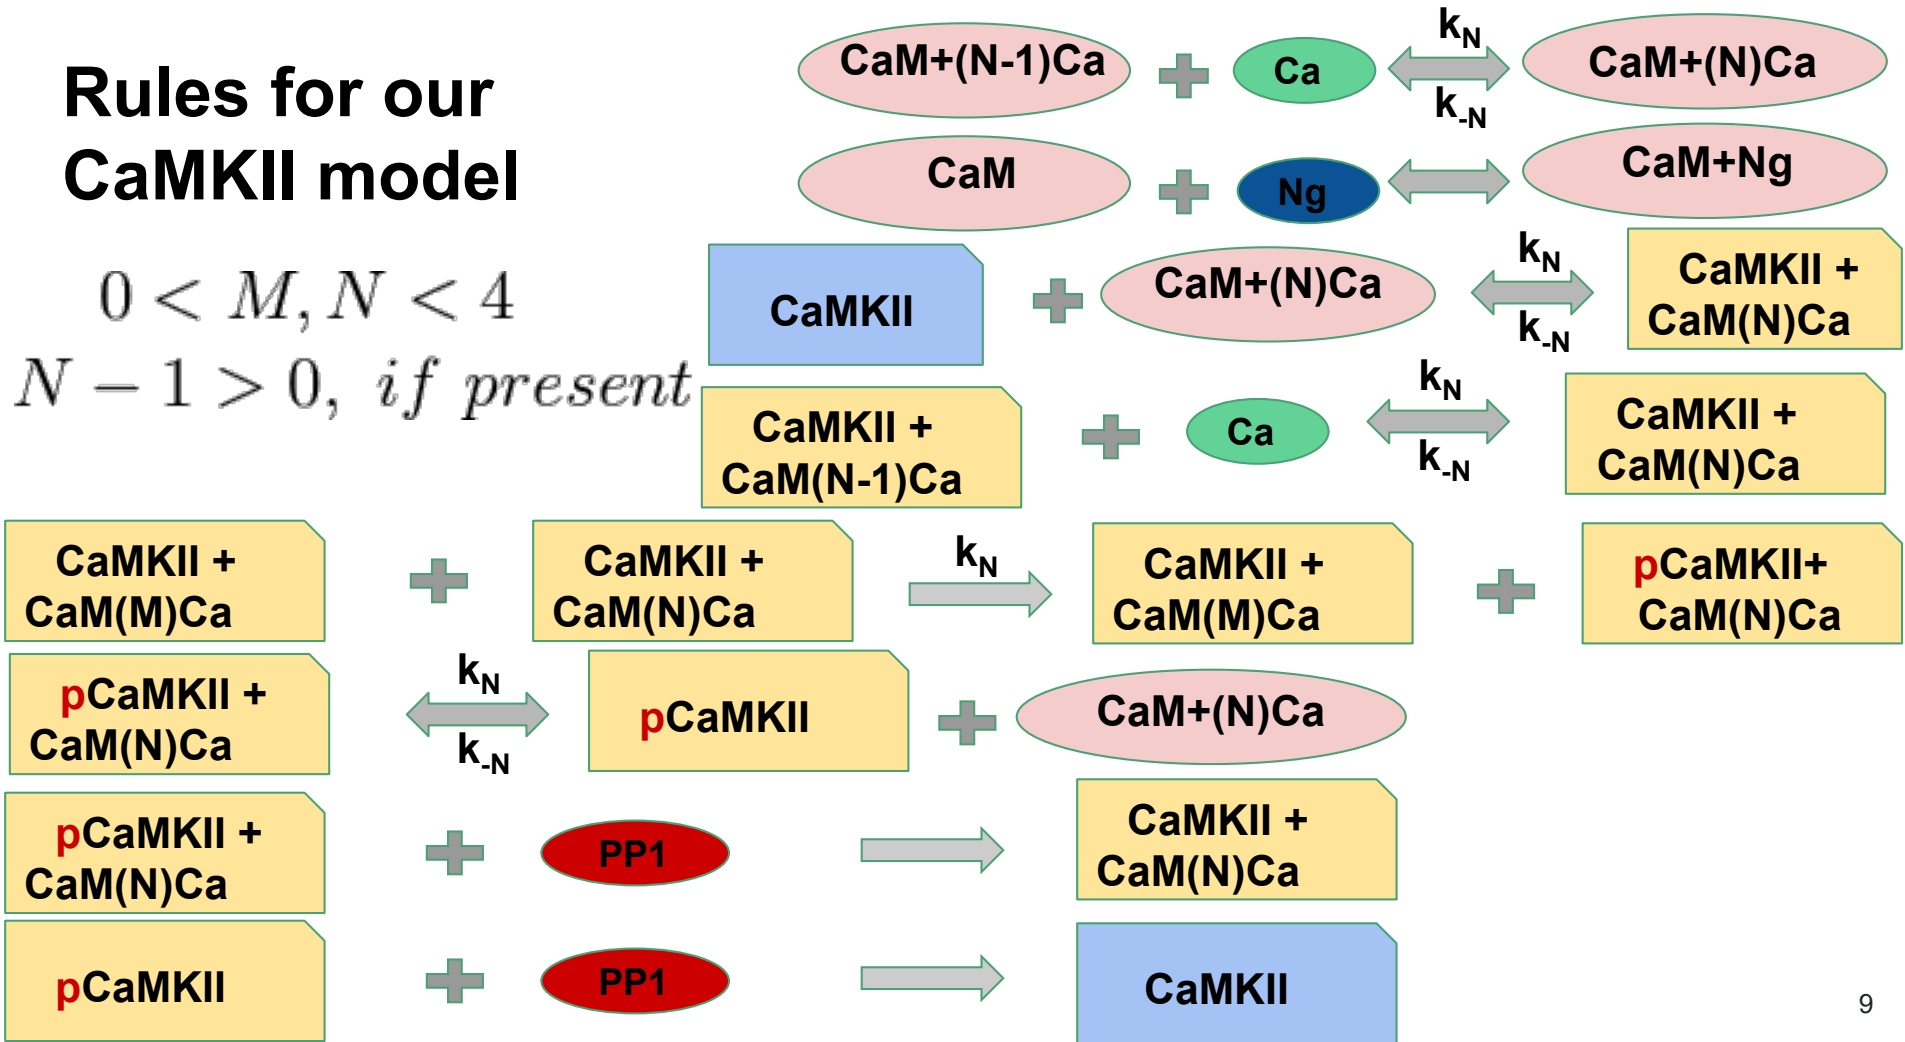 Rules for our
CaMKII model
0 < M, N < 4
N − 1 > 0, if present
CaM+(N-1)Ca
Ca
k_N
k_-N
CaM+(N)Ca
CaM
Ng
CaM+Ng
CaMKII
CaM+(N)Ca
k_N
k_-N
CaMKII +
CaM(N)Ca
CaMKII +
CaM(N-1)Ca
Ca
k_N
k_-N
CaMKII +
CaM(N)Ca
CaMKII +
CaM(M)Ca
CaMKII +
CaM(N)Ca
k_N
CaMKII +
CaM(M)Ca
pCaMKII+
CaM(N)Ca
pCaMKII +
CaM(N)Ca
k_N
k_-N
pCaMKII
CaM+(N)Ca
pCaMKII +
CaM(N)Ca
PP1
CaMKII +
CaM(N)Ca
pCaMKII
PP1
CaMKII
9